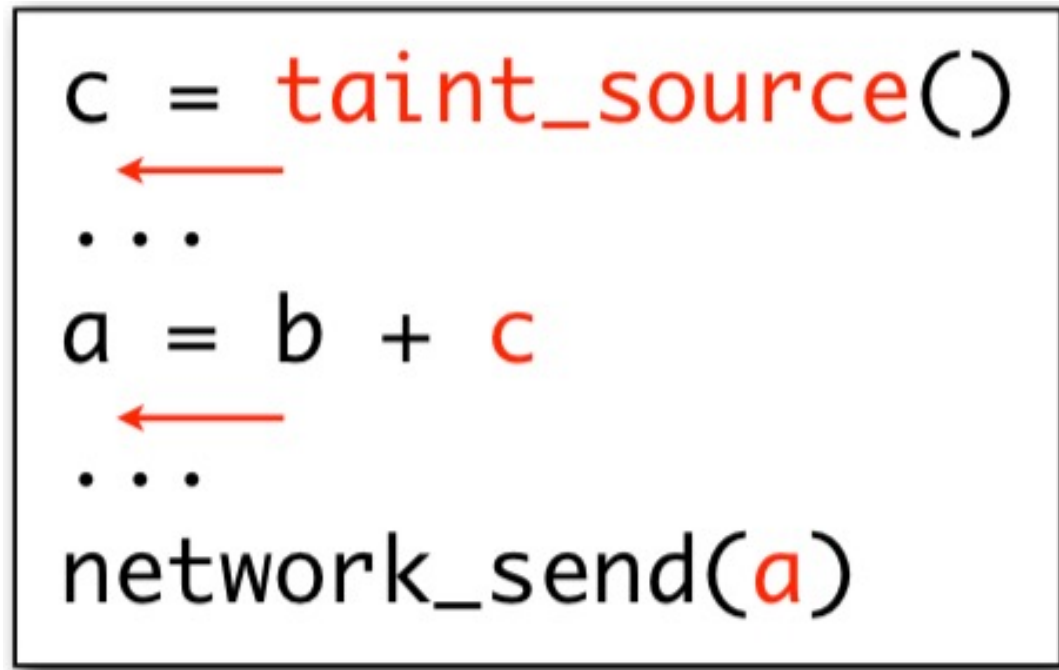 c = taint_source()
...
a = b + c
...
network_send(a)